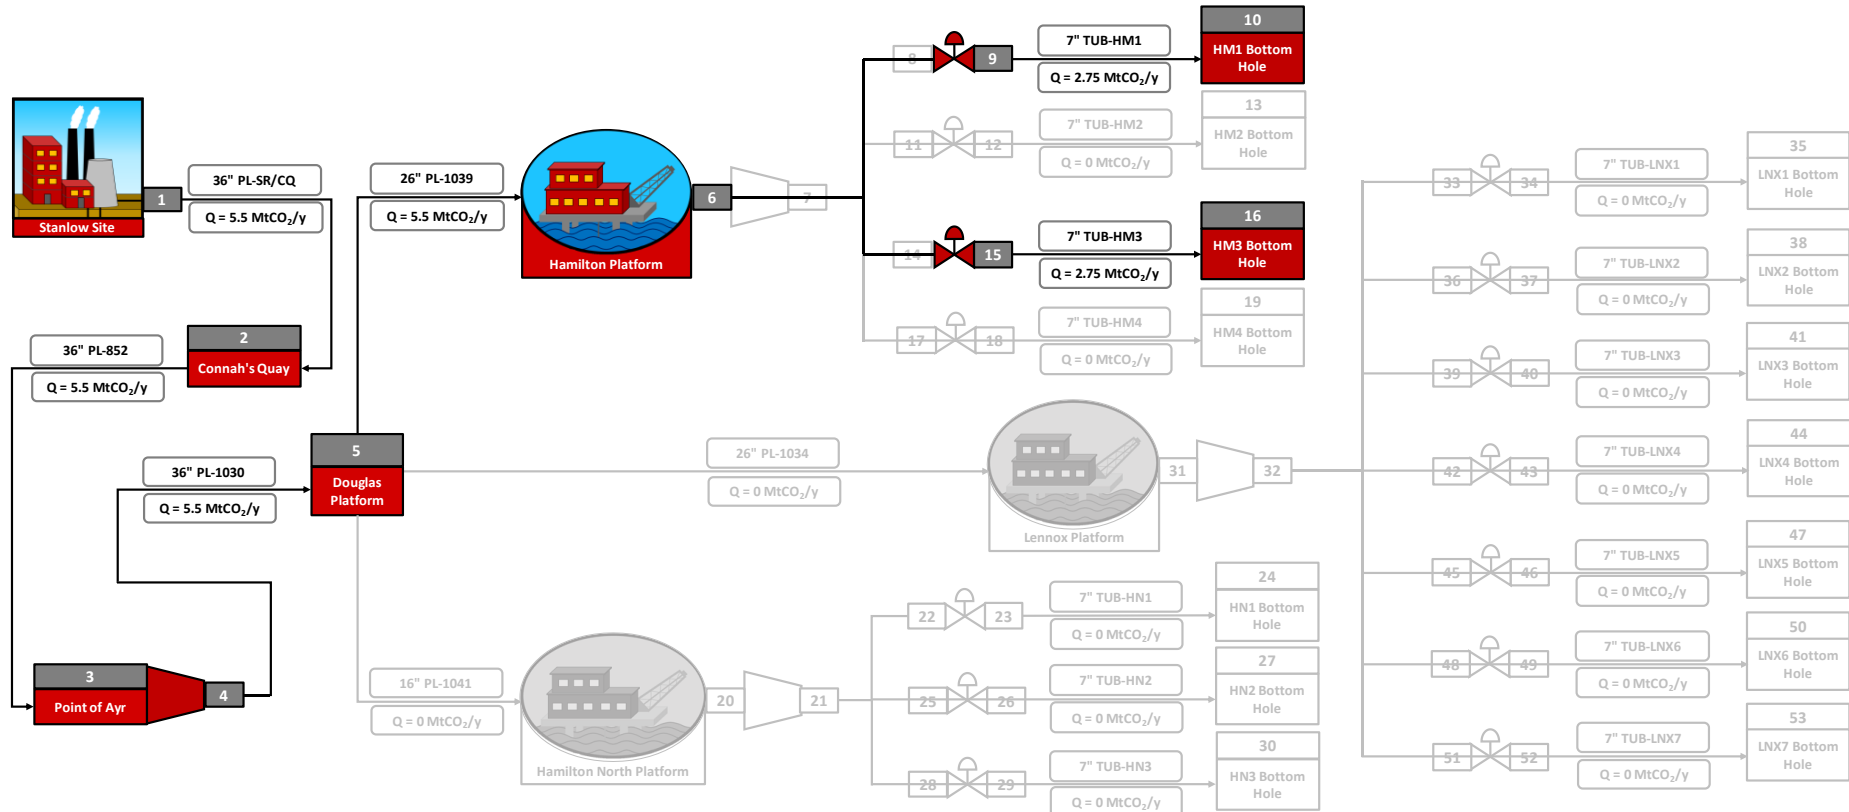 1
36" PL-SR/CQ
Q = 5.5 MtCO₂/y
Stanlow Site
2
Connah's Quay
36" PL-852
Q = 5.5 MtCO₂/y
3
Point of Ayr
4
36" PL-1030
Q = 5.5 MtCO₂/y
5
Douglas
Platform
26" PL-1039
Q = 5.5 MtCO₂/y
Hamilton Platform
6
7
8
9
7" TUB-HM1
Q = 2.75 MtCO₂/y
10
HM1 Bottom
Hole
11
12
7" TUB-HM2
Q = 0 MtCO₂/y
13
HM2 Bottom
Hole
14
15
7" TUB-HM3
Q = 2.75 MtCO₂/y
16
HM3 Bottom
Hole
17
18
7" TUB-HM4
Q = 0 MtCO₂/y
19
HM4 Bottom
Hole
26" PL-1034
Q = 0 MtCO₂/y
Lennox Platform
31
32
16" PL-1041
Q = 0 MtCO₂/y
Hamilton North Platform
20
21
22
23
7" TUB-HN1
Q = 0 MtCO₂/y
24
HN1 Bottom
Hole
25
26
7" TUB-HN2
Q = 0 MtCO₂/y
27
HN2 Bottom
Hole
28
29
7" TUB-HN3
Q = 0 MtCO₂/y
30
HN3 Bottom
Hole
33
34
7" TUB-LNX1
Q = 0 MtCO₂/y
35
LNX1 Bottom
Hole
36
37
7" TUB-LNX2
Q = 0 MtCO₂/y
38
LNX2 Bottom
Hole
39
40
7" TUB-LNX3
Q = 0 MtCO₂/y
41
LNX3 Bottom
Hole
42
43
7" TUB-LNX4
Q = 0 MtCO₂/y
44
LNX4 Bottom
Hole
45
46
7" TUB-LNX5
Q = 0 MtCO₂/y
47
LNX5 Bottom
Hole
48
49
7" TUB-LNX6
Q = 0 MtCO₂/y
50
LNX6 Bottom
Hole
51
52
7" TUB-LNX7
Q = 0 MtCO₂/y
53
LNX7 Bottom
Hole